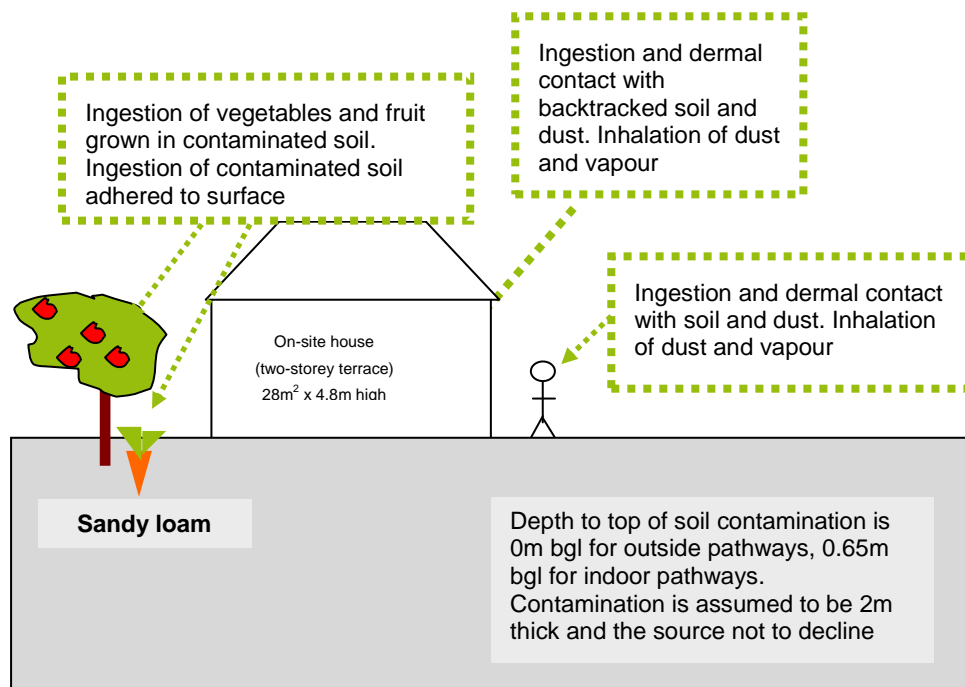 Ingestion of vegetables and fruit
grown in contaminated soil.
Ingestion of contaminated soil
adhered to surface
Ingestion and dermal
contact with
backtracked soil and
dust. Inhalation of dust
and vapour
Ingestion and dermal contact
with soil and dust. Inhalation
of dust and vapour
On-site house
(two-storey terrace)
28m² x 4.8m high
Sandy loam
Depth to top of soil contamination is
0m bgl for outside pathways, 0.65m
bgl for indoor pathways.
Contamination is assumed to be 2m
thick and the source not to decline